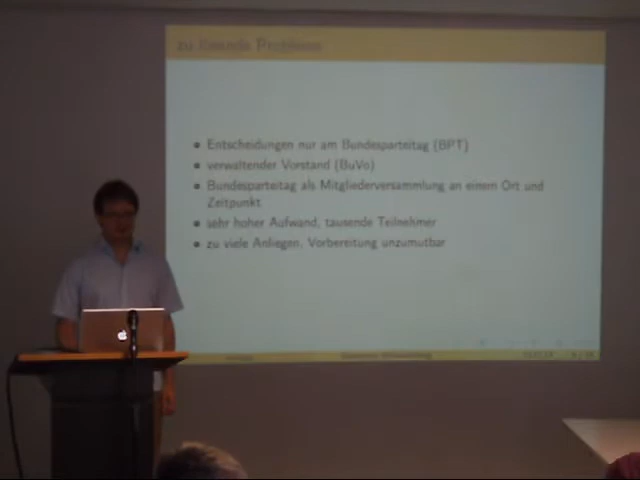 zu lösende Probleme
Entscheidungen nur am Bundesparteitag (BPT)
verwaltender Vorstand (BuVo)
Bundesparteitag als Mitgliederversammlung an einem Ort und
Zeitpunkt
sehr hoher Aufwand, tausende Teilnehmer
zu viele Anliegen, Vorbereitung unzumutbar